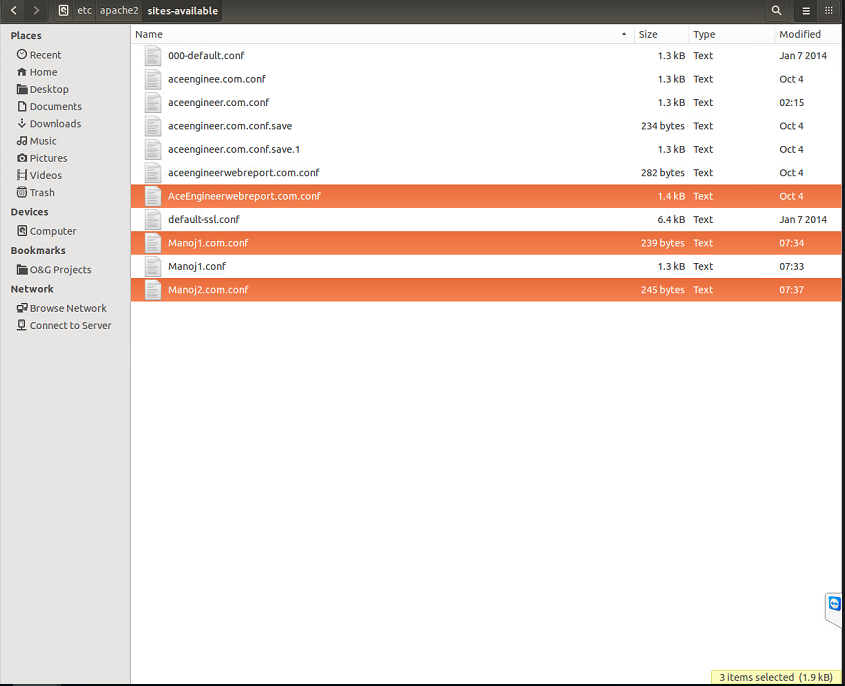 etc apache2 sites-available
Places
Recent
Home
Desktop
Documents
Downloads
Music
Pictures
Videos
Trash
Devices
Computer
Bookmarks
O&G Projects
Network
Browse Network
Connect to Server
Name Size Type Modified
000-default.conf 1.3 kB Text Jan 7 2014
aceenginee.com.conf 1.3 kB Text Oct 4
aceengineer.com.conf 1.3 kB Text 02:15
aceengineer.com.conf.save 234 bytes Text Oct 4
aceengineer.com.conf.save.1 1.3 kB Text Oct 4
aceengineerwebreport.com.conf 282 bytes Text Oct 4
AceEngineerwebreport.com.conf 1.4 kB Text Oct 4
default-ssl.conf 6.4 kB Text Jan 7 2014
Manoj1.com.conf 239 bytes Text 07:34
Manoj1.conf 1.3 kB Text 07:33
Manoj2.com.conf 245 bytes Text 07:37
3 items selected (1.9 kB)